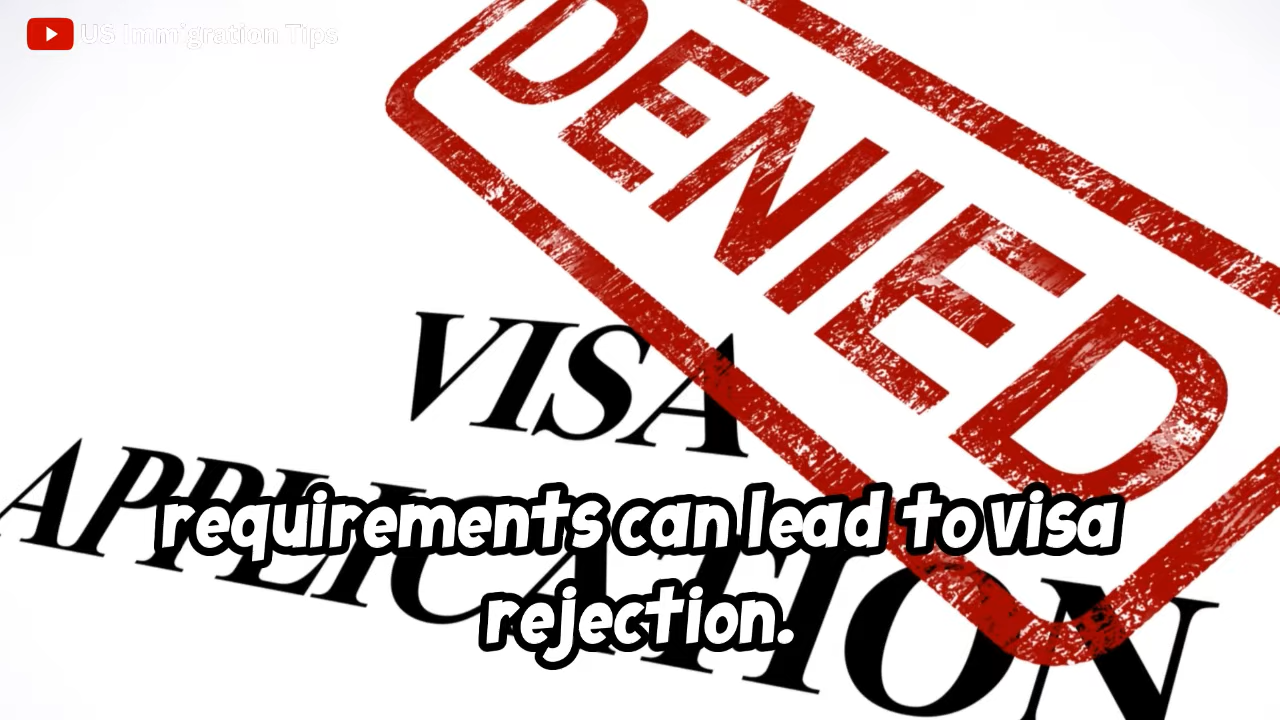 US Immigration Tips
DENIED
VISA
APPLICATION
requirements can lead to visa
rejection.